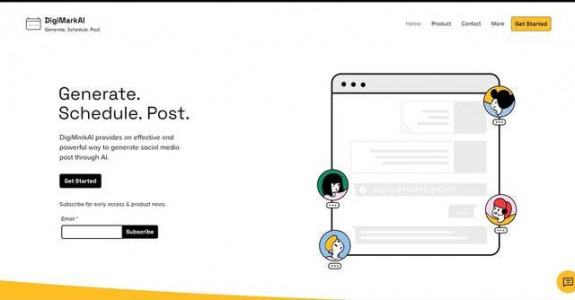 DigiMarkAI
Generate. Schedule. Post.
Home Product Contact More Get Started
Generate.
Schedule. Post.
DigiMarkAI provides an effective and
powerful way to generate social media
post through AI.
Get Started
Subscribe for early access & product news
Email *
Subscribe